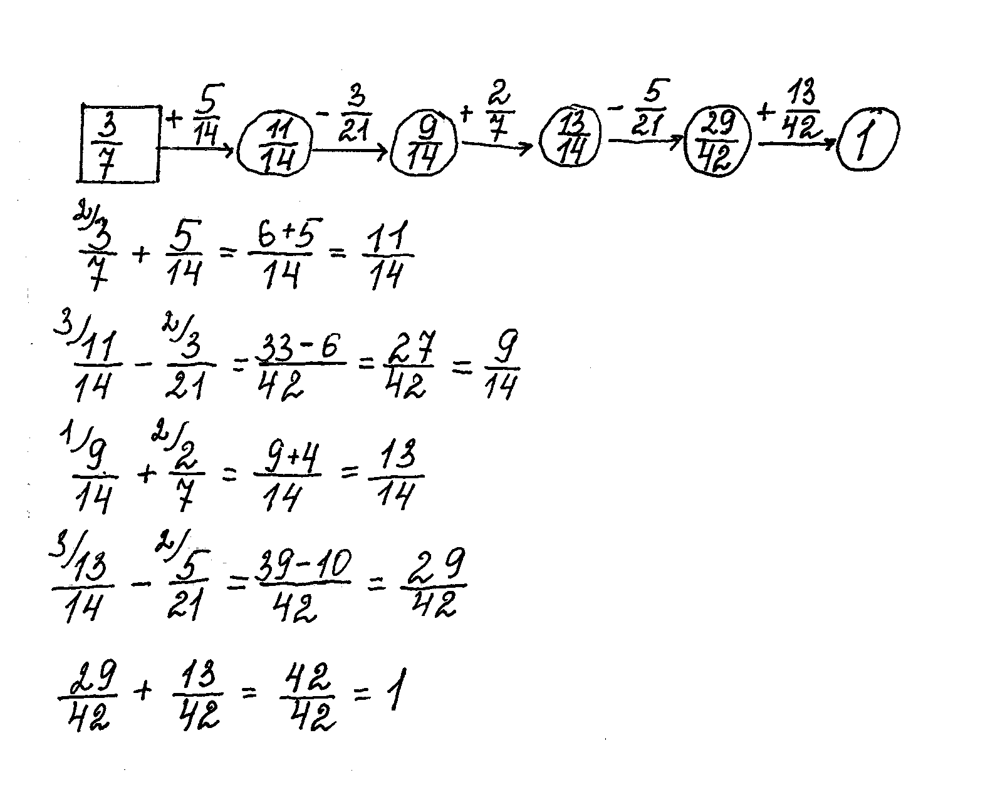 3/7 + 5/14 → 11/14 - 3/21 → 9/14 + 2/7 → 13/14 - 5/21 → 29/42 + 13/42 → 1
2/ 3/7 + 5/14 = 6+5/14 = 11/14
3/ 11/14 - 2/ 3/21 = 33-6/42 = 27/42 = 9/14
1/ 9/14 + 2/ 2/7 = 9+4/14 = 13/14
3/ 13/14 - 2/ 5/21 = 39-10/42 = 29/42
29/42 + 13/42 = 42/42 = 1